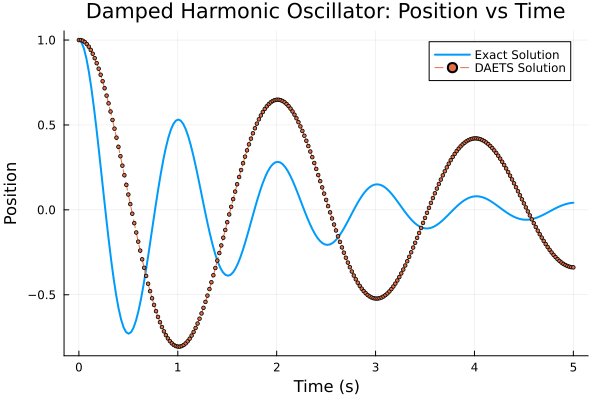 Damped Harmonic Oscillator: Position vs Time
Exact Solution
DAETS Solution
Position
1.0
0.5
0.0
−0.5
0
1
2
3
4
5
Time (s)